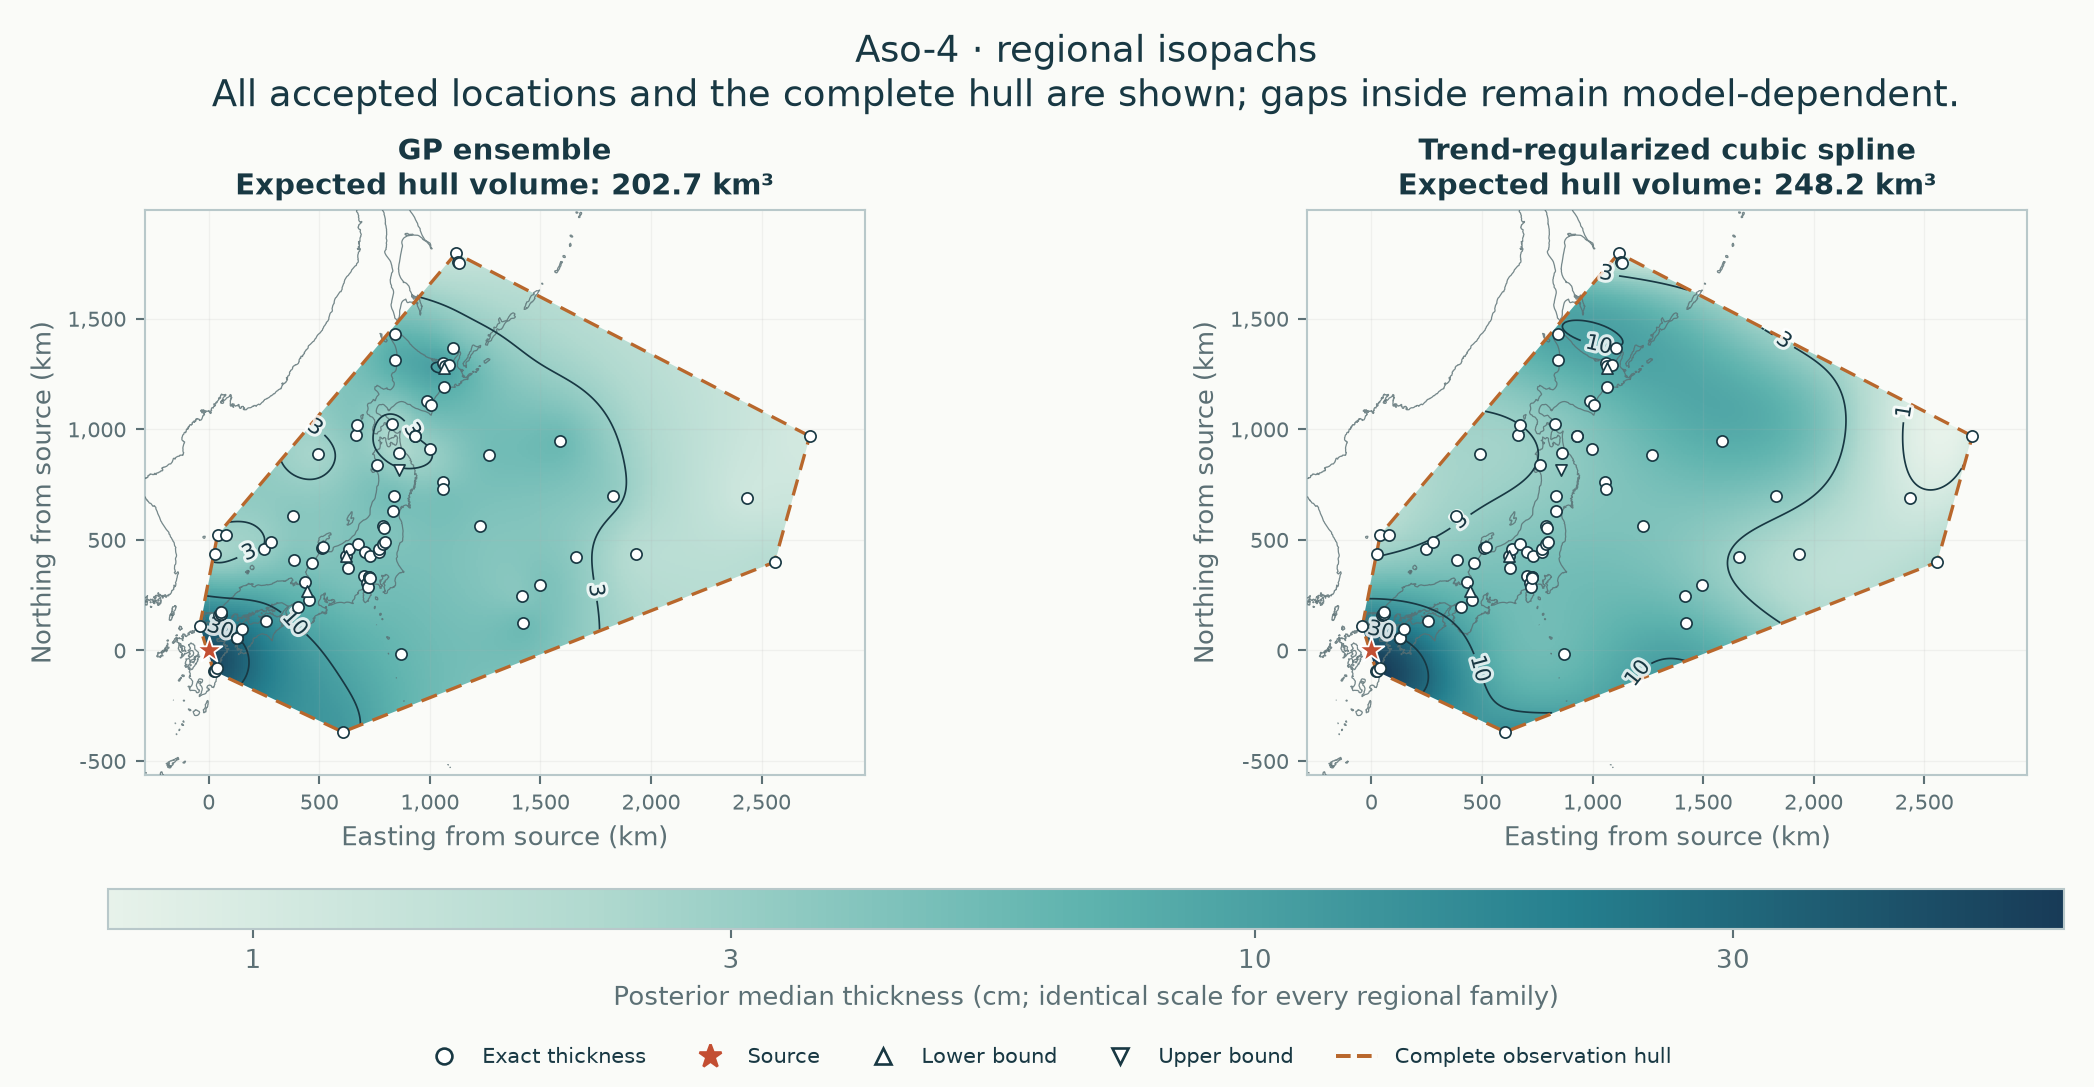 Aso-4 · regional isopachs
All accepted locations and the complete hull are shown; gaps inside remain model-dependent.
GP ensemble
Expected hull volume: 202.7 km³
Northing from source (km)
1,500
1,000
500
0
-500
3
3
3
3
10
30
0
500
1,000
1,500
2,000
2,500
Easting from source (km)
Trend-regularized cubic spline
Expected hull volume: 248.2 km³
Northing from source (km)
1,500
1,000
500
0
-500
3
3
10
1
3
30
10
10
0
500
1,000
1,500
2,000
2,500
Easting from source (km)
1
3
10
30
Posterior median thickness (cm; identical scale for every regional family)
Exact thickness
Source
Lower bound
Upper bound
Complete observation hull